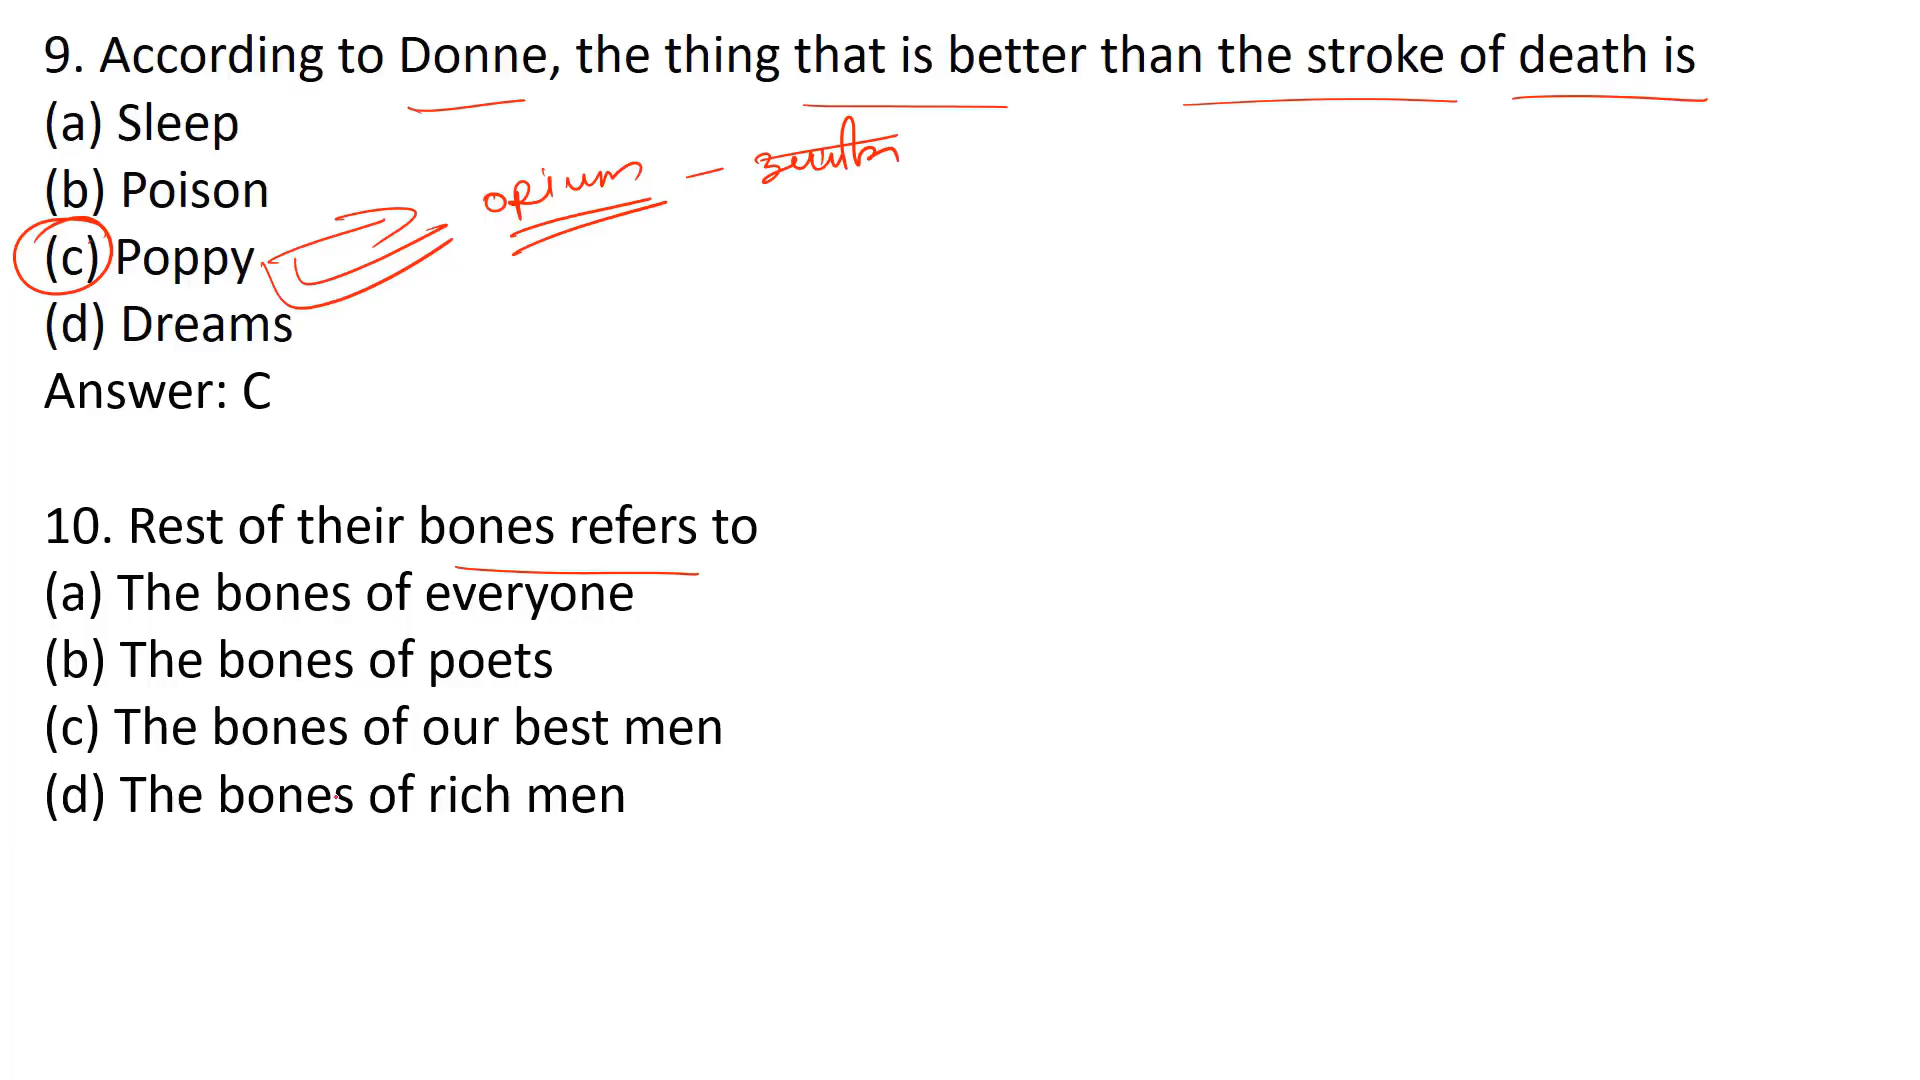 9. According to Donne, the thing that is better than the stroke of death is
(a) Sleep
(b) Poison
opium –
(c) Poppy
(d) Dreams
Answer: C
10. Rest of their bones refers to
(a) The bones of everyone
(b) The bones of poets
(c) The bones of our best men
(d) The bones of rich men